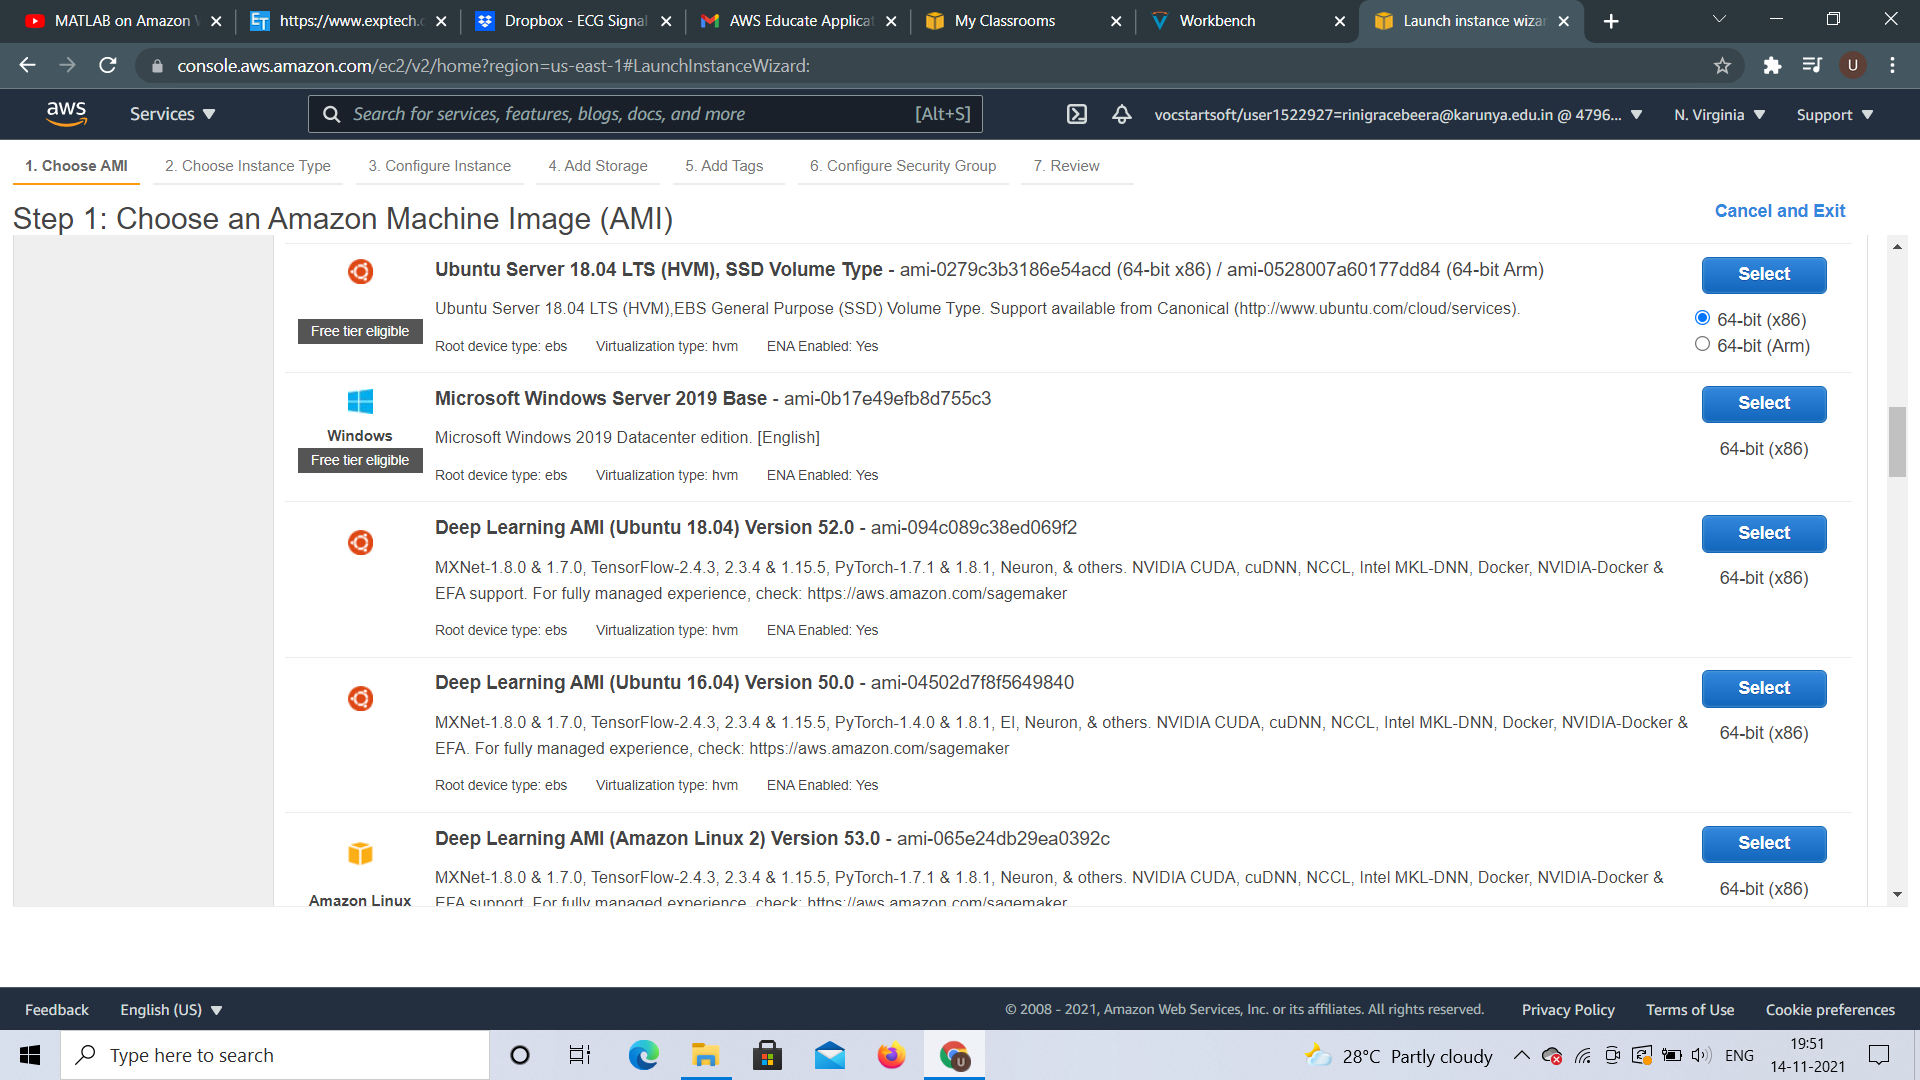 MATLAB on Amazon
https://www.exptech.
Dropbox - ECG Signal
AWS Educate Applicat
My Classrooms
Workbench
Launch instance wizar
console.aws.amazon.com/ec2/v2/home?region=us-east-1#LaunchInstanceWizard:
U
aws
Services
Search for services, features, blogs, docs, and more
[Alt+S]
vocstartsoft/user1522927=rinigracebeera@karunya.edu.in @ 4796...
N. Virginia
Support
1. Choose AMI
2. Choose Instance Type
3. Configure Instance
4. Add Storage
5. Add Tags
6. Configure Security Group
7. Review
Step 1: Choose an Amazon Machine Image (AMI)
Cancel and Exit
Ubuntu Server 18.04 LTS (HVM), SSD Volume Type - ami-0279c3b3186e54acd (64-bit x86) / ami-0528007a60177dd84 (64-bit Arm)
Select
Ubuntu Server 18.04 LTS (HVM),EBS General Purpose (SSD) Volume Type. Support available from Canonical (http://www.ubuntu.com/cloud/services).
Free tier eligible
64-bit (x86)
Root device type: ebs
Virtualization type: hvm
ENA Enabled: Yes
64-bit (Arm)
Microsoft Windows Server 2019 Base - ami-0b17e49efb8d755c3
Select
Windows
Microsoft Windows 2019 Datacenter edition. [English]
64-bit (x86)
Free tier eligible
Root device type: ebs
Virtualization type: hvm
ENA Enabled: Yes
Deep Learning AMI (Ubuntu 18.04) Version 52.0 - ami-094c089c38ed069f2
Select
MXNet-1.8.0 & 1.7.0, TensorFlow-2.4.3, 2.3.4 & 1.15.5, PyTorch-1.7.1 & 1.8.1, Neuron, & others. NVIDIA CUDA, cuDNN, NCCL, Intel MKL-DNN, Docker, NVIDIA-Docker &
64-bit (x86)
EFA support. For fully managed experience, check: https://aws.amazon.com/sagemaker
Root device type: ebs
Virtualization type: hvm
ENA Enabled: Yes
Deep Learning AMI (Ubuntu 16.04) Version 50.0 - ami-04502d7f8f5649840
Select
MXNet-1.8.0 & 1.7.0, TensorFlow-2.4.3, 2.3.4 & 1.15.5, PyTorch-1.4.0 & 1.8.1, EI, Neuron, & others. NVIDIA CUDA, cuDNN, NCCL, Intel MKL-DNN, Docker, NVIDIA-Docker &
64-bit (x86)
EFA. For fully managed experience, check: https://aws.amazon.com/sagemaker
Root device type: ebs
Virtualization type: hvm
ENA Enabled: Yes
Deep Learning AMI (Amazon Linux 2) Version 53.0 - ami-065e24db29ea0392c
Select
MXNet-1.8.0 & 1.7.0, TensorFlow-2.4.3, 2.3.4 & 1.15.5, PyTorch-1.7.1 & 1.8.1, Neuron, & others. NVIDIA CUDA, cuDNN, NCCL, Intel MKL-DNN, Docker, NVIDIA-Docker &
64-bit (x86)
Amazon Linux
EFA support. For fully managed experience, check: https://aws.amazon.com/sagemaker
Feedback
English (US)
© 2008 - 2021, Amazon Web Services, Inc. or its affiliates. All rights reserved.
Privacy Policy
Terms of Use
Cookie preferences
Type here to search
28°C Partly cloudy
ENG
19:51
14-11-2021